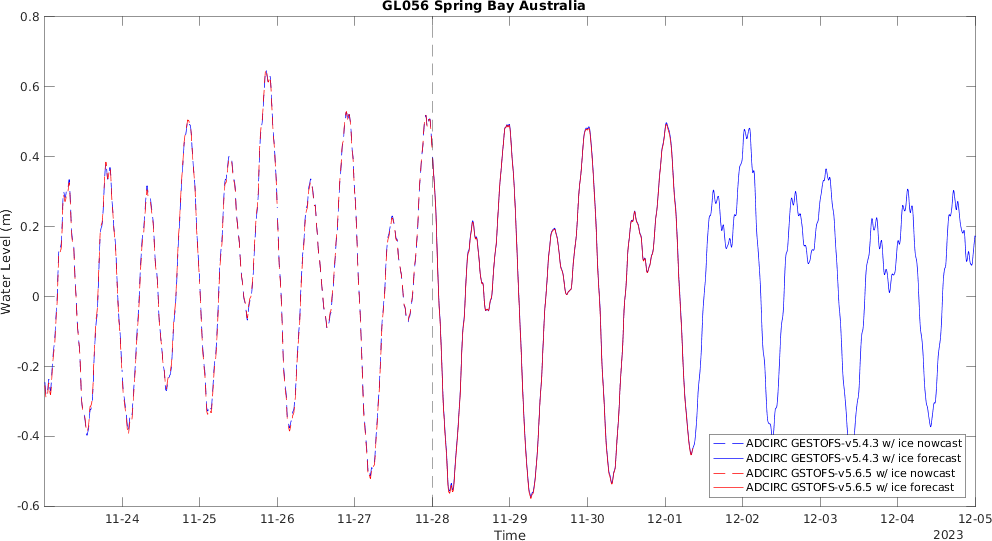 GL056 Spring Bay Australia
0.8
0.6
0.4
0.2
0
-0.2
-0.4
-0.6
Water Level (m)
ADCIRC GESTOFS-v5.4.3 w/ ice nowcast
ADCIRC GESTOFS-v5.4.3 w/ ice forecast
ADCIRC GSTOFS-v5.6.5 w/ ice nowcast
ADCIRC GSTOFS-v5.6.5 w/ ice forecast
11-24 11-25 11-26 11-27 11-28 11-29 11-30 12-01 12-02 12-03 12-04 12-05
Time
2023